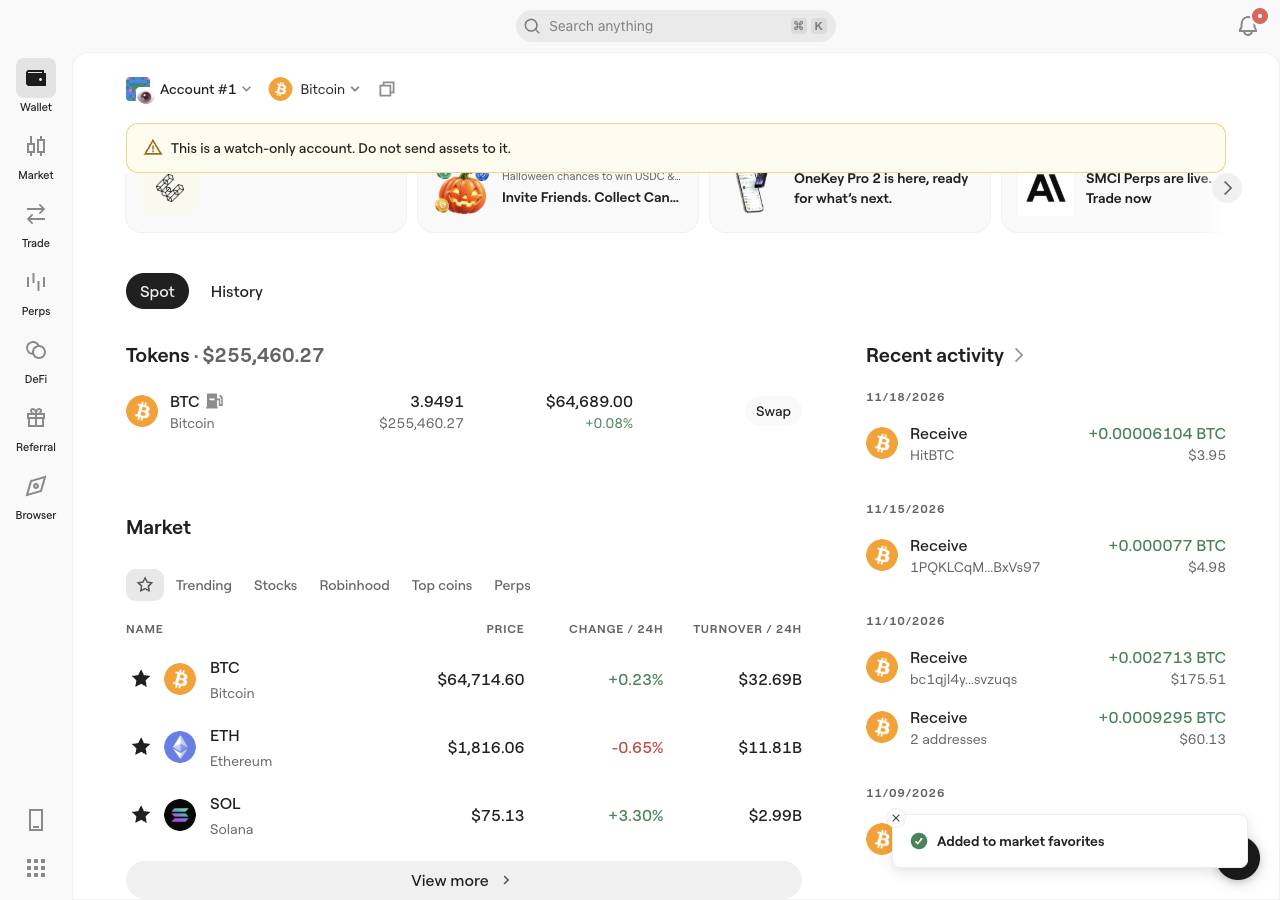 Search anything
⌘ K
Wallet
Market
Trade
Perps
DeFi
Referral
Browser
Account #1
Bitcoin
This is a watch-only account. Do not send assets to it.
Halloween chances to win USDC &...
Invite Friends. Collect Can...
OneKey Pro 2 is here, ready
for what's next.
SMCI Perps are live.
Trade now
Spot
History
Tokens · $255,460.27
BTC 3.9491 $64,689.00
Bitcoin $255,460.27 +0.08%
Swap
Market
Trending Stocks Robinhood Top coins Perps
NAME PRICE CHANGE / 24H TURNOVER / 24H
BTC
Bitcoin
$64,714.60 +0.23% $32.69B
ETH
Ethereum
$1,816.06 -0.65% $11.81B
SOL
Solana
$75.13 +3.30% $2.99B
View more
Recent activity
11/18/2026
Receive +0.00006104 BTC
HitBTC $3.95
11/15/2026
Receive +0.000077 BTC
1PQKLCqM...BxVs97 $4.98
11/10/2026
Receive +0.002713 BTC
bc1qjl4y...svzuqs $175.51
Receive +0.0009295 BTC
2 addresses $60.13
11/09/2026
Added to market favorites